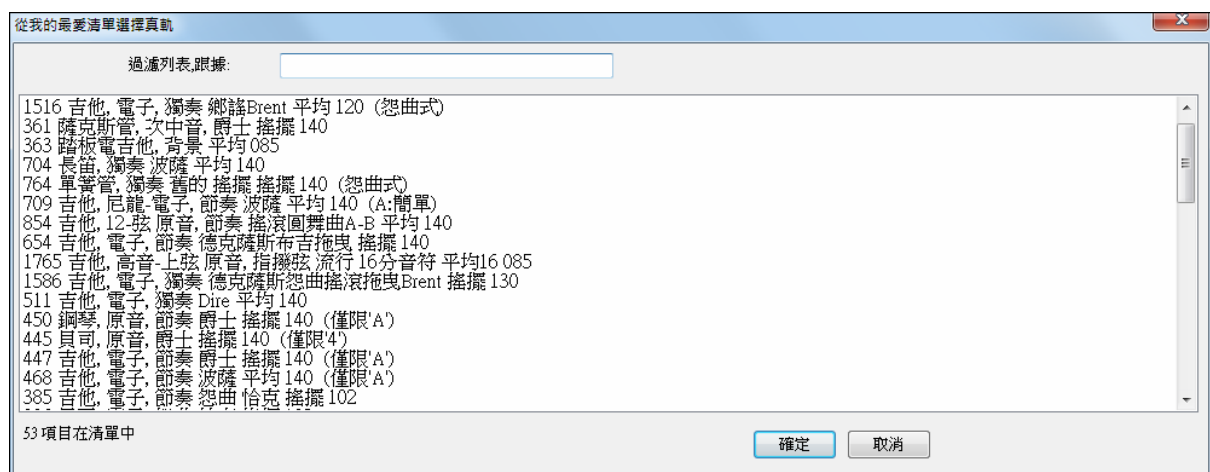 從我的最愛清單選擇真軌
過濾列表,跟據:
1516 吉他, 電子, 獨奏 鄉謠Brent 平均 120 (怨曲式)
361 薩克斯管, 次中音, 爵士 搖擺 140
363 踏板電吉他, 背景 平均 085
704 長笛, 獨奏 波薩 平均 140
764 單簧管, 獨奏 舊的 搖擺 搖擺 140 (怨曲式)
709 吉他, 尼龍-電子, 節奏 波薩 平均 140 (A:簡單)
854 吉他, 12-弦 原音, 節奏 搖滾圓舞曲A-B 平均 140
654 吉他, 電子, 節奏 德克薩斯布吉拖曳 搖擺 140
1765 吉他, 高音-上弦 原音, 指撥弦 流行 16分音符 平均16 085
1586 吉他, 電子, 獨奏 德克薩斯怨曲搖滾拖曳Brent 搖擺 130
511 吉他, 電子, 獨奏 Dire 平均 140
450 鋼琴, 原音, 節奏 爵士 搖擺 140 (僅限'A')
445 貝司, 原音, 爵士 搖擺 140 (僅限'4')
447 吉他, 電子, 節奏 爵士 搖擺 140 (僅限'A')
468 吉他, 電子, 節奏 波薩 平均 140 (僅限'A')
385 吉他, 電子, 節奏 怨曲 恰克 搖擺 102
53 項目在清單中
確定 取消